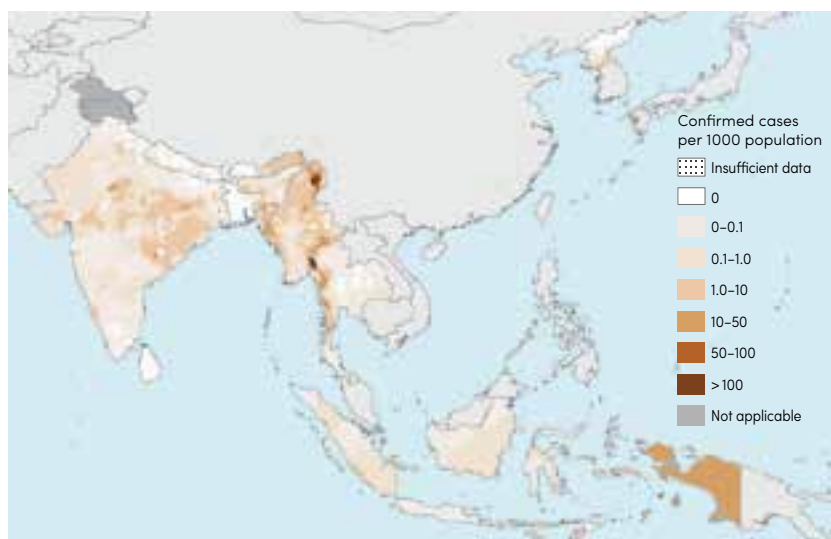 Confirmed cases
per 1000 population
Insufficient data
0
0–0.1
0.1–1.0
1.0–10
10–50
50–100
> 100
Not applicable